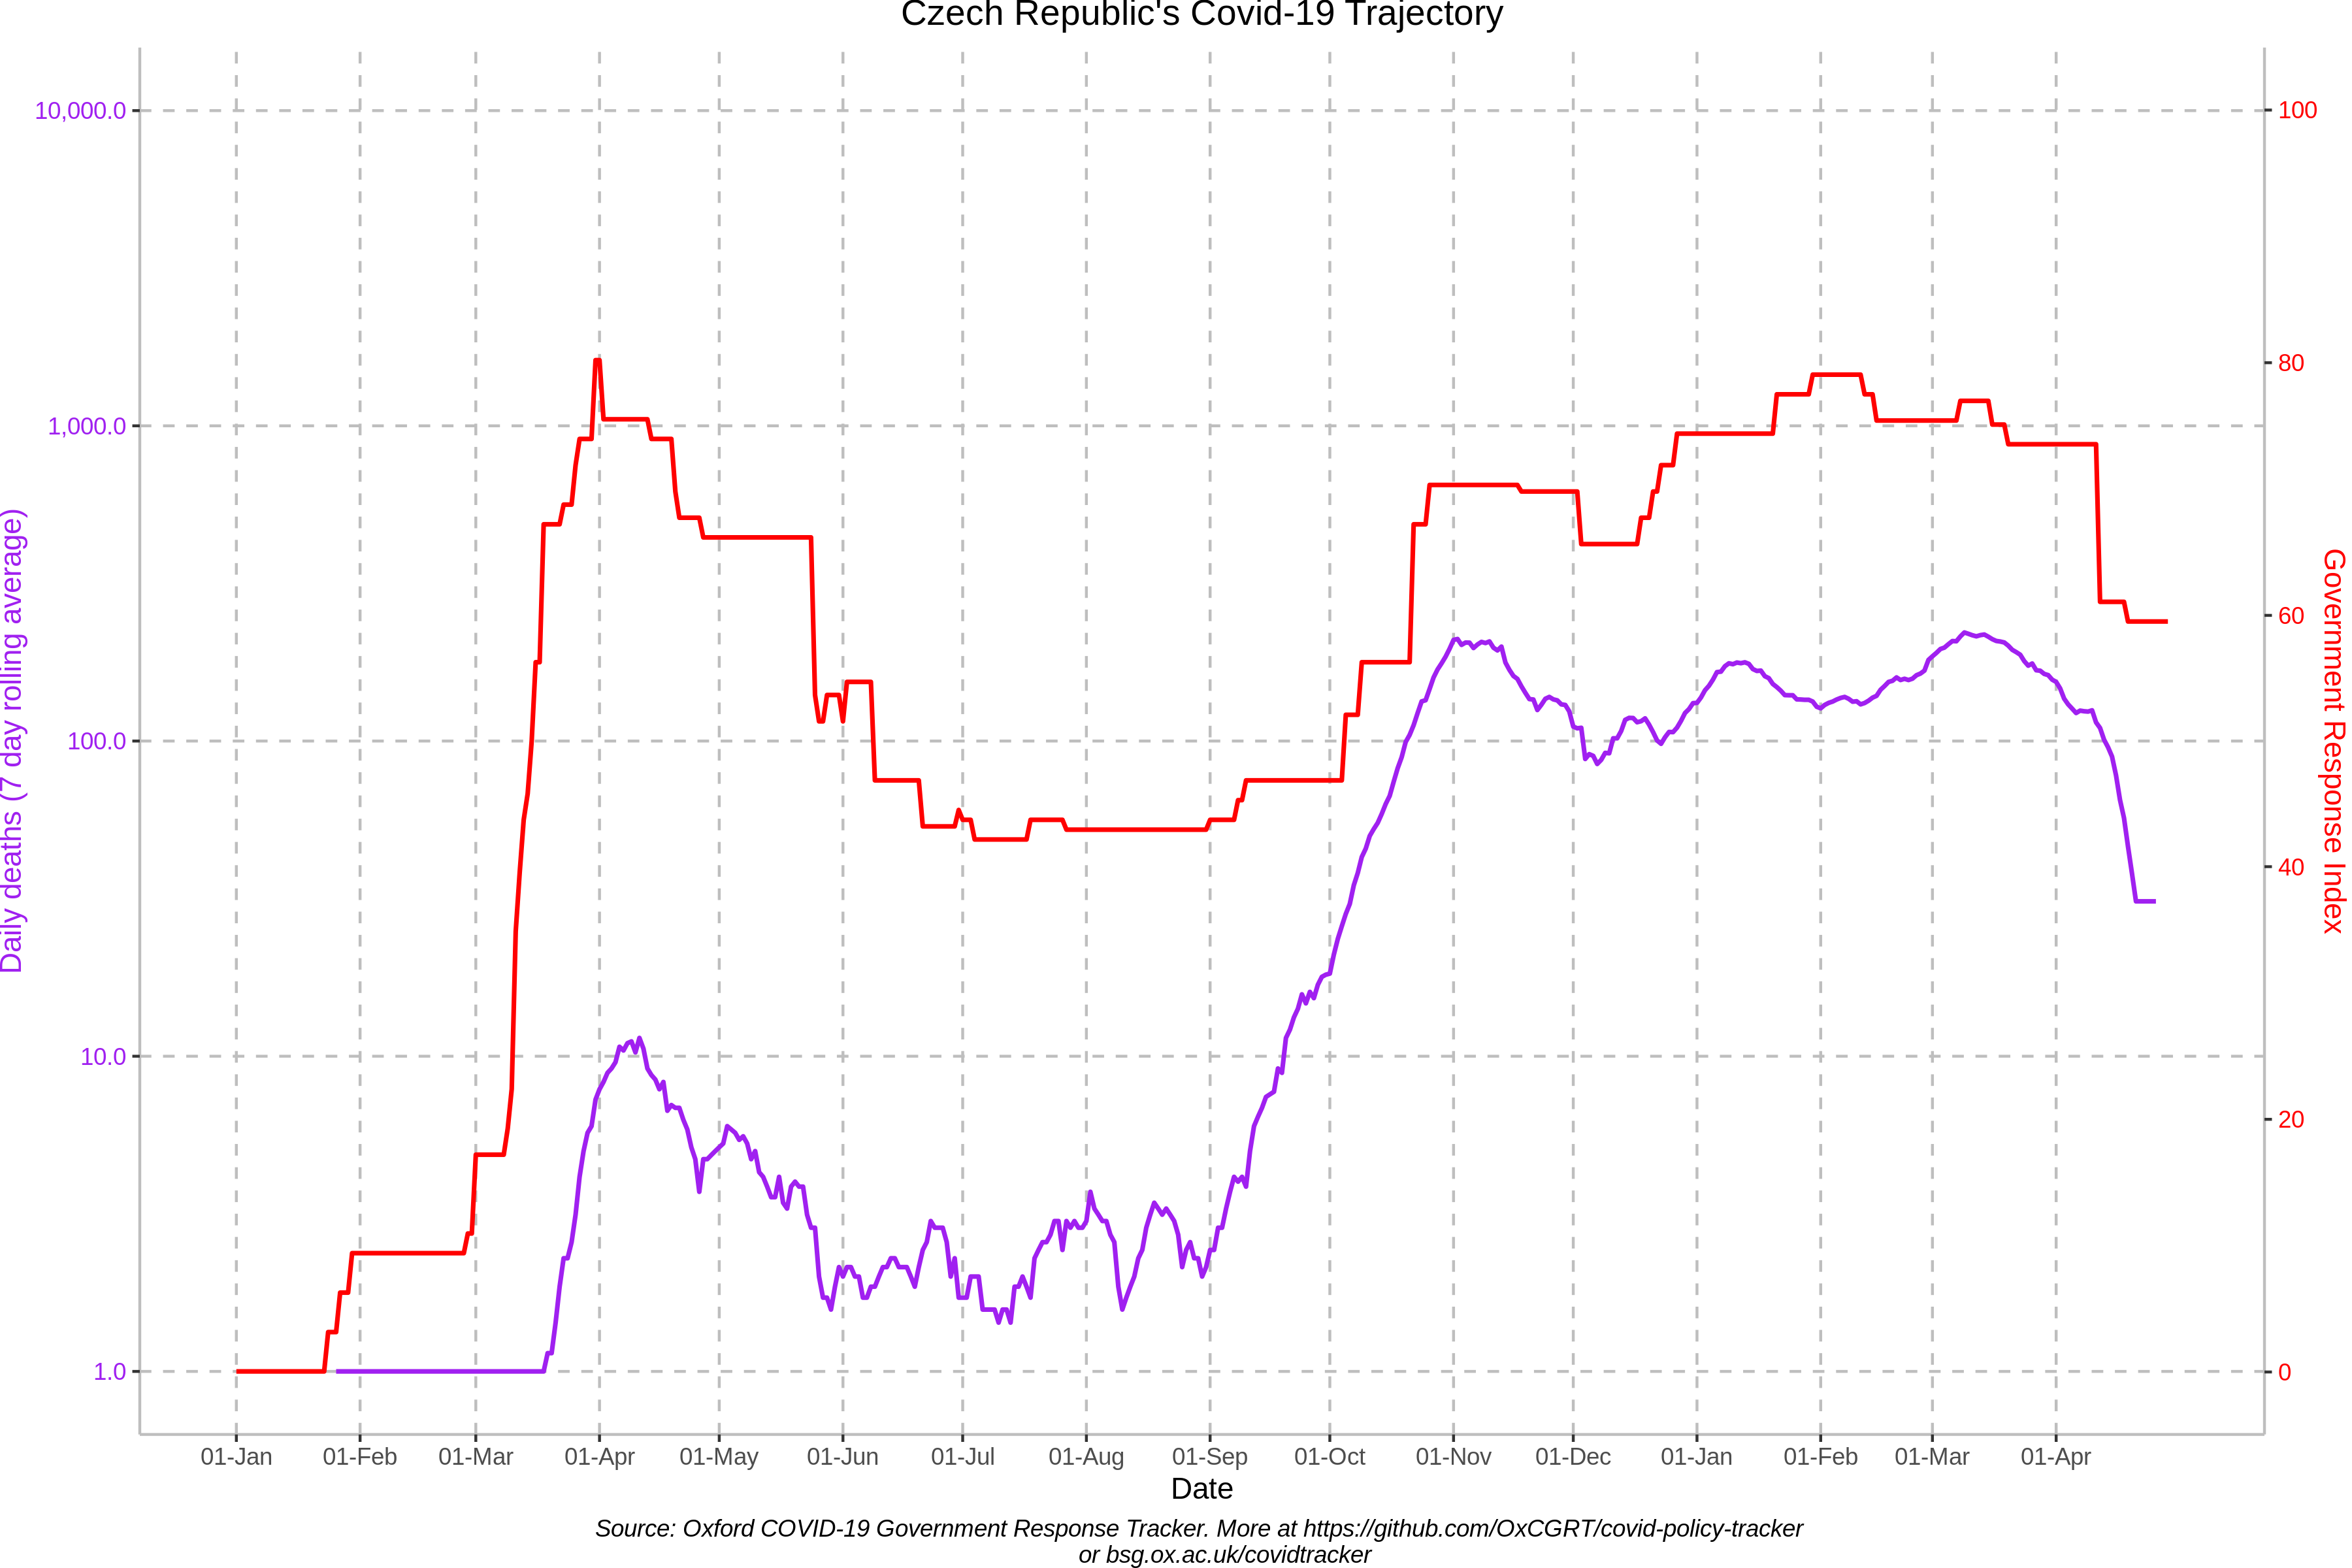 Czech Republic's Covid-19 Trajectory
10,000.0
1,000.0
100.0
10.0
1.0
Daily deaths (7 day rolling average)
100
80
60
40
20
0
Government Response Index
01-Jan 01-Feb 01-Mar 01-Apr 01-May 01-Jun 01-Jul 01-Aug 01-Sep 01-Oct 01-Nov 01-Dec 01-Jan 01-Feb 01-Mar 01-Apr
Date
Source: Oxford COVID-19 Government Response Tracker. More at https://github.com/OxCGRT/covid-policy-tracker
or bsg.ox.ac.uk/covidtracker